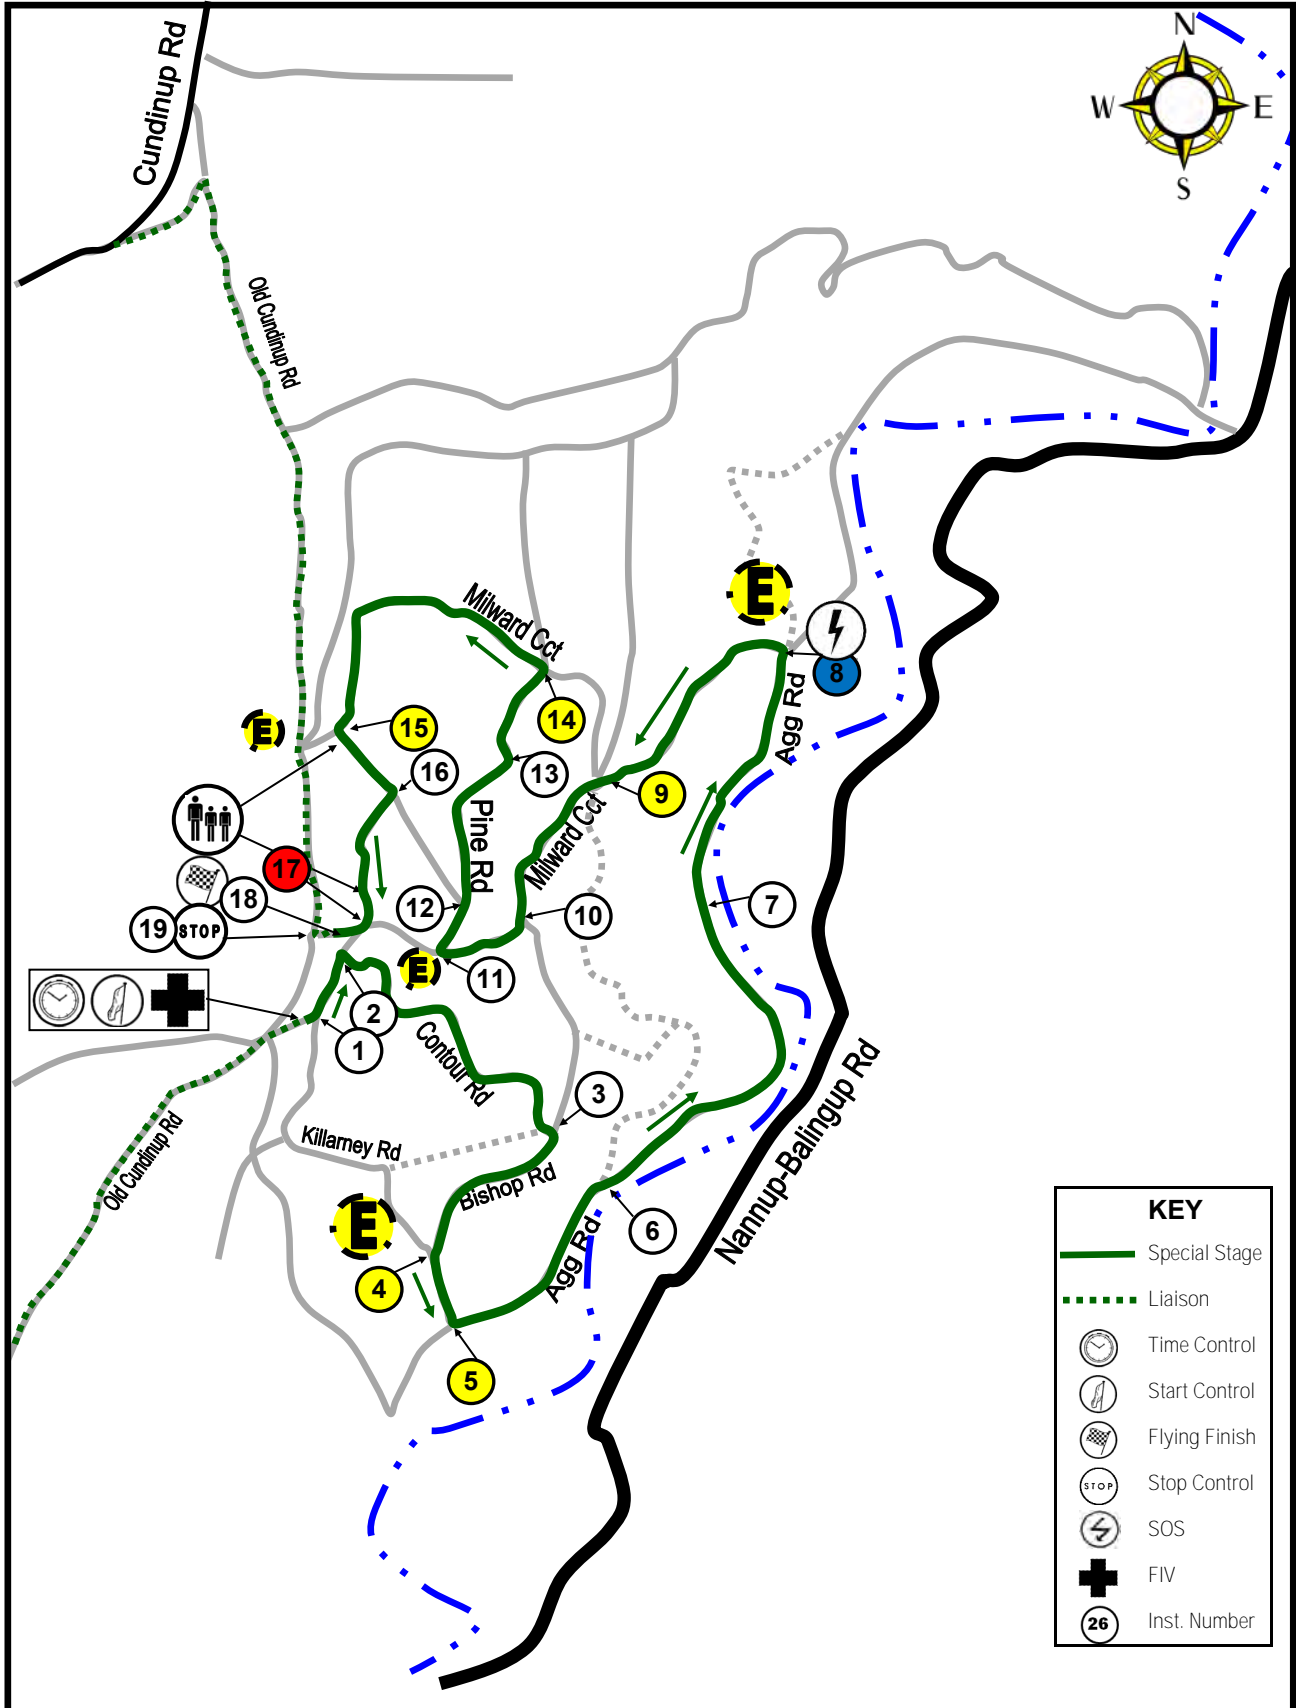 N
W E
S
Cundinup Rd
Old Cundinup Rd
Milward Cct
E
8
Agg Rd
E
15
14
16
13
9
Pine Rd
Milward Cct
17
18
12
7
19 STOP
10
E
11
2
1
Contour Rd
3
Killarney Rd
Old Cundinup Rd
Bishop Rd
E
6
Agg Rd
4
5
Nannup-Balingup Rd
KEY
Special Stage
Liaison
Time Control
Start Control
Flying Finish
STOP Stop Control
SOS
FIV
26 Inst. Number